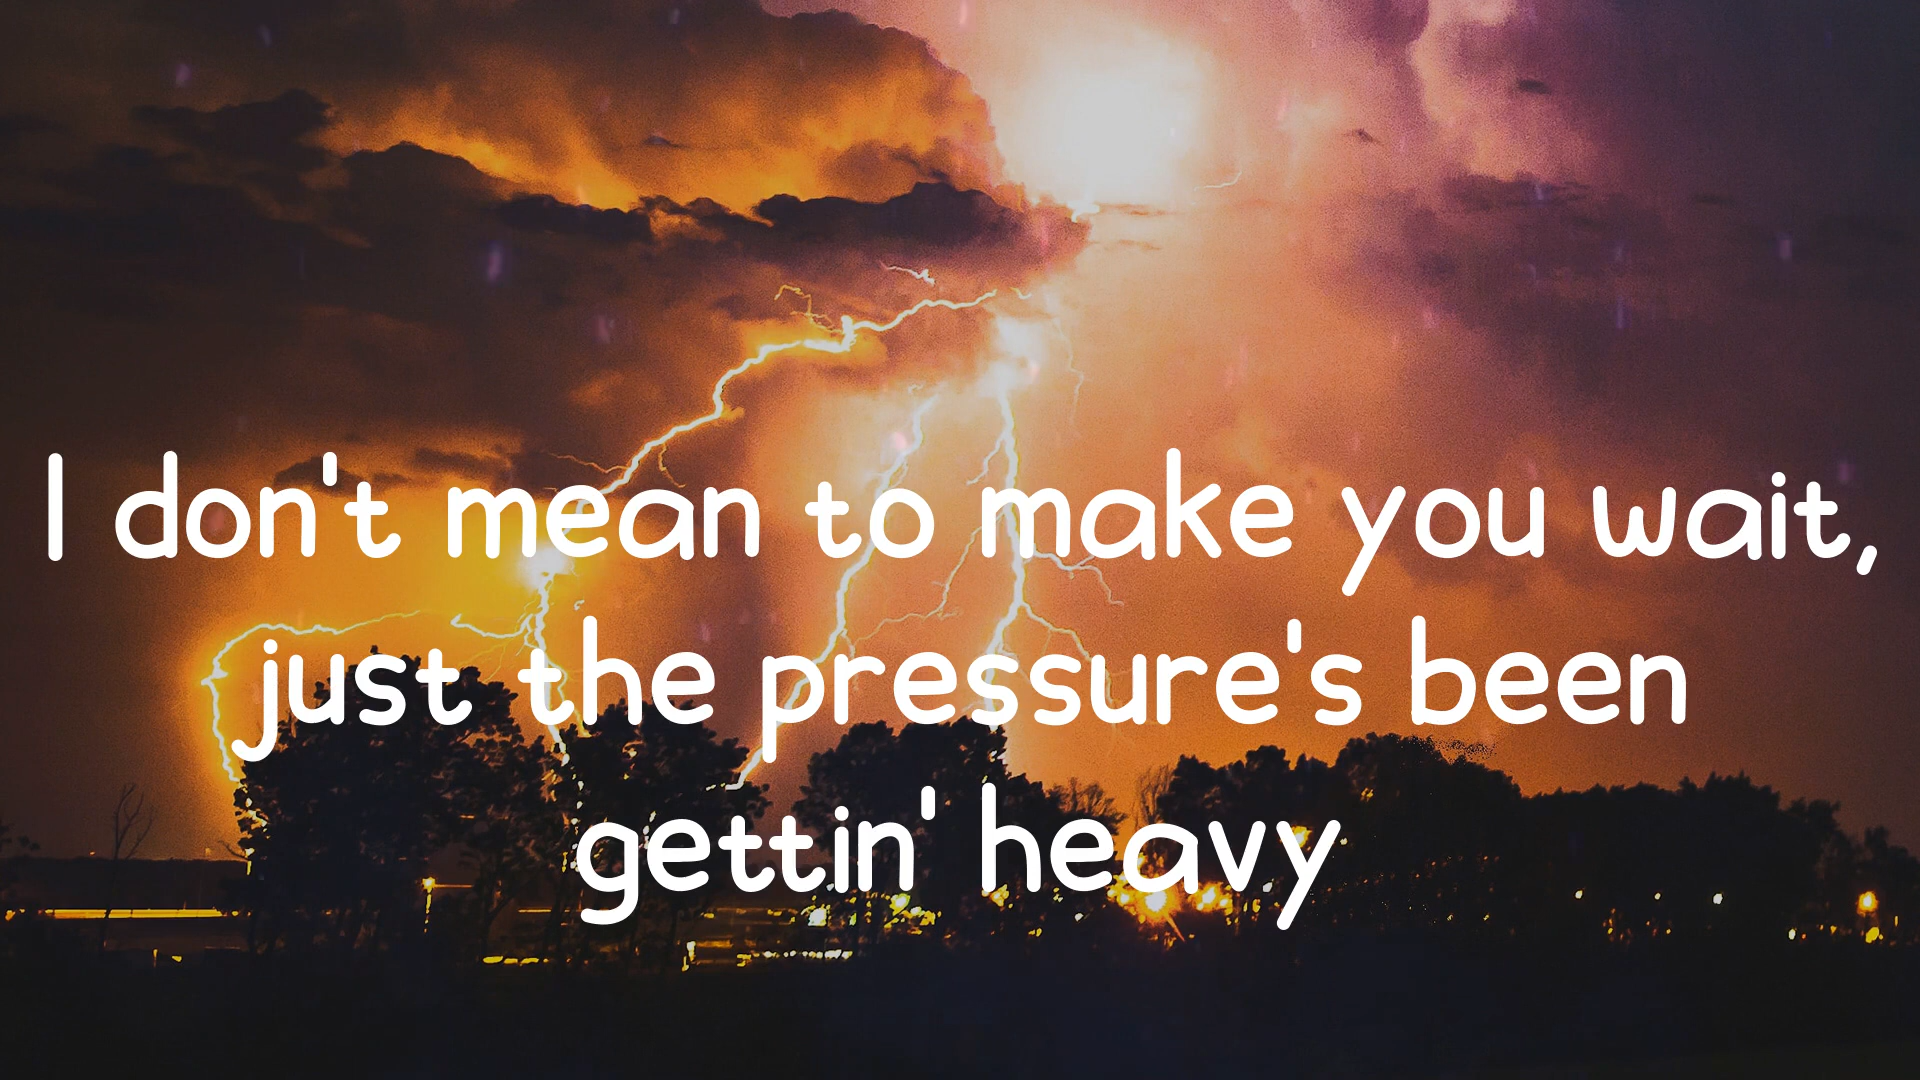 I don't mean to make you wait,
just the pressure's been
gettin' heavy